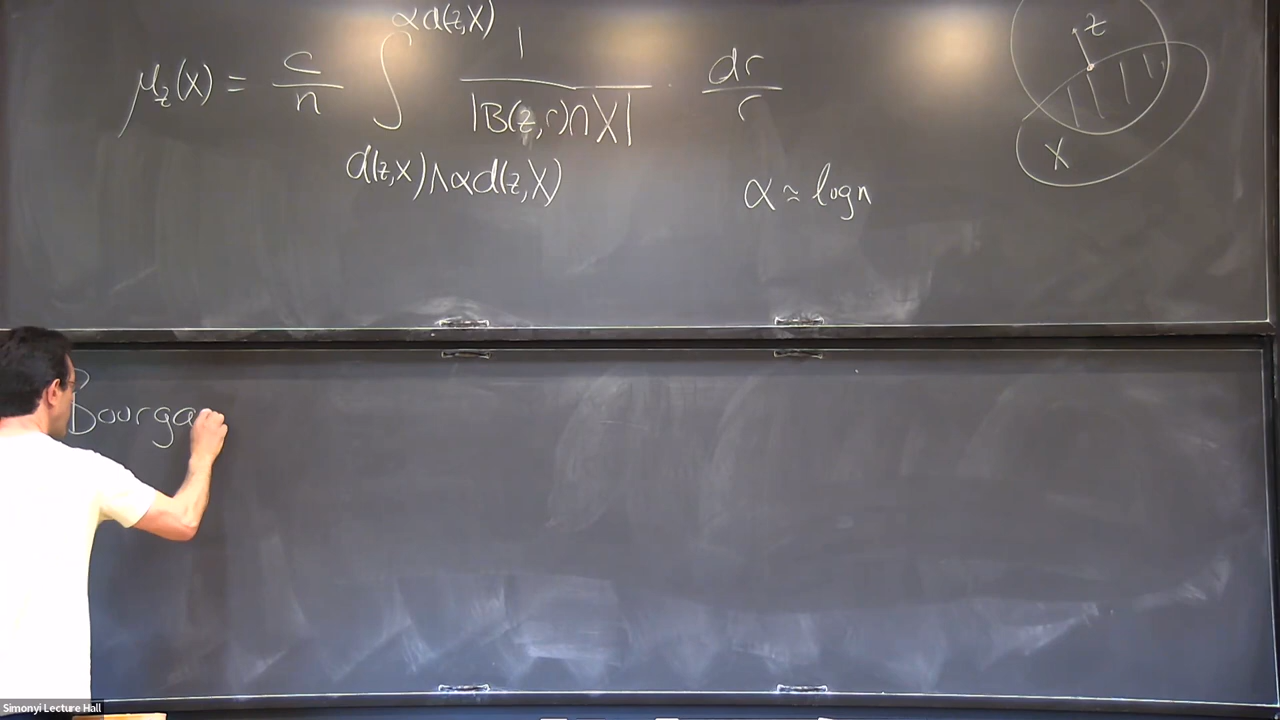 μ_z(X) = c/n ∫_{d(z,X)∧αd(z,X)}^{αd(z,X)} 1/|B(z,r)∩X| · dr/r
α ≈ log n
z
X
Bourga
Simonyi Lecture Hall